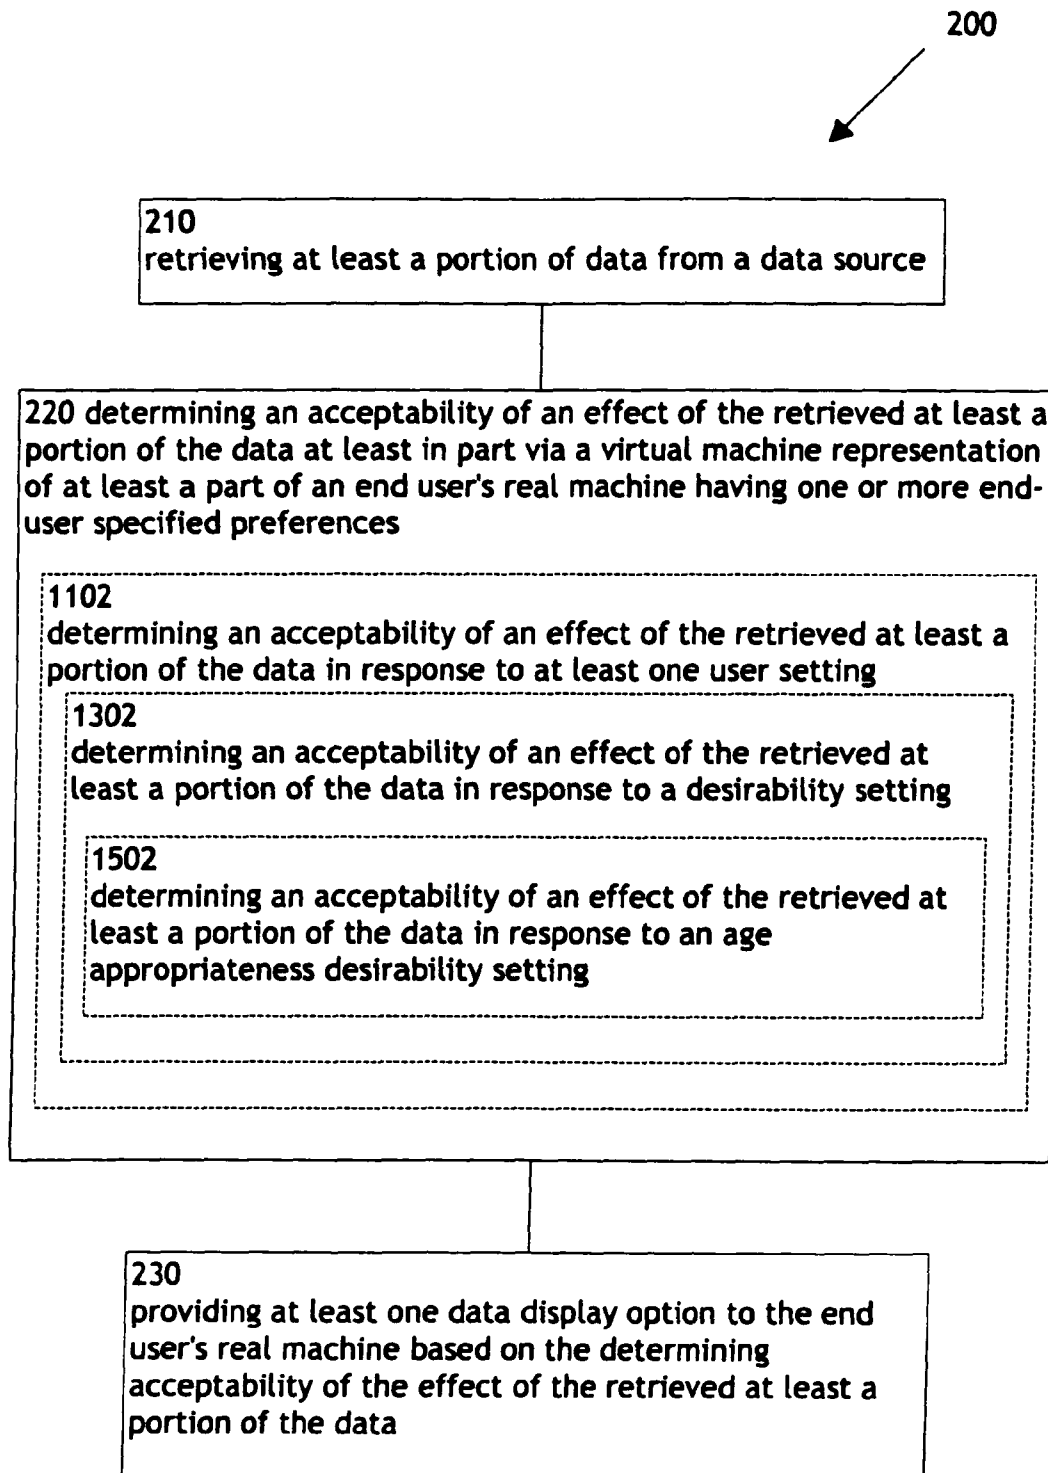 200
210
retrieving at least a portion of data from a data source
220 determining an acceptability of an effect of the retrieved at least a
portion of the data at least in part via a virtual machine representation
of at least a part of an end user's real machine having one or more end-
user specified preferences
1102
determining an acceptability of an effect of the retrieved at least a
portion of the data in response to at least one user setting
1302
determining an acceptability of an effect of the retrieved at
least a portion of the data in response to a desirability setting
1502
determining an acceptability of an effect of the retrieved at
least a portion of the data in response to an age
appropriateness desirability setting
230
providing at least one data display option to the end
user's real machine based on the determining
acceptability of the effect of the retrieved at least a
portion of the data